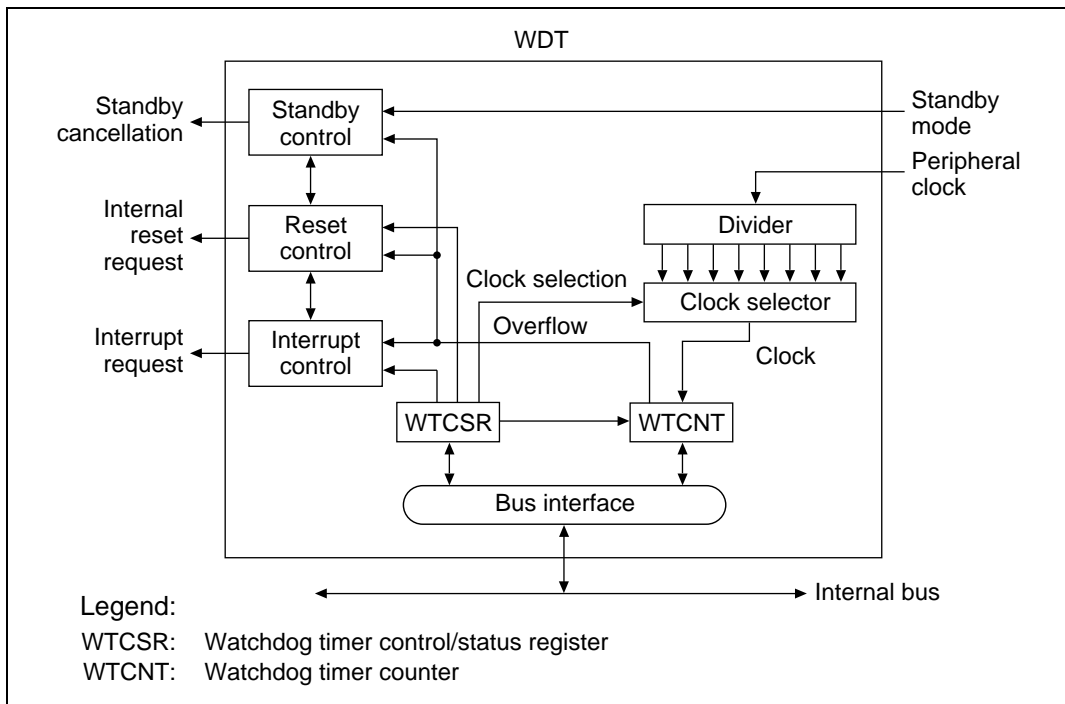 WDT
Standby
cancellation
Standby
control
Standby
mode
Peripheral
clock
Internal
reset
request
Reset
control
Divider
Clock selection
Clock selector
Interrupt
request
Interrupt
control
Overflow
Clock
WTCSR
WTCNT
Bus interface
Internal bus
Legend:
WTCSR: Watchdog timer control/status register
WTCNT: Watchdog timer counter